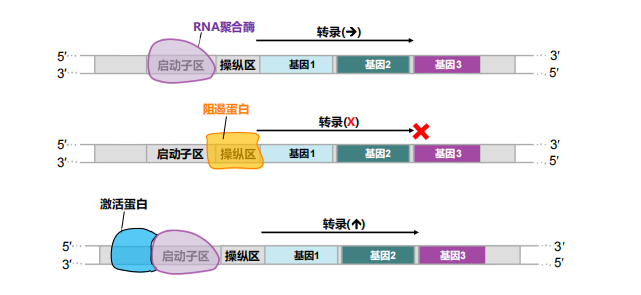 RNA聚合酶
转录(→)
5′ 启动子区 操纵区 基因1 基因2 基因3 3′
3′ 5′
阻遏蛋白
转录(X)
5′ 启动子区 操纵区 基因1 基因2 基因3 3′
3′ 5′
激活蛋白
转录(↑)
5′ 启动子区 操纵区 基因1 基因2 基因3 3′
3′ 5′